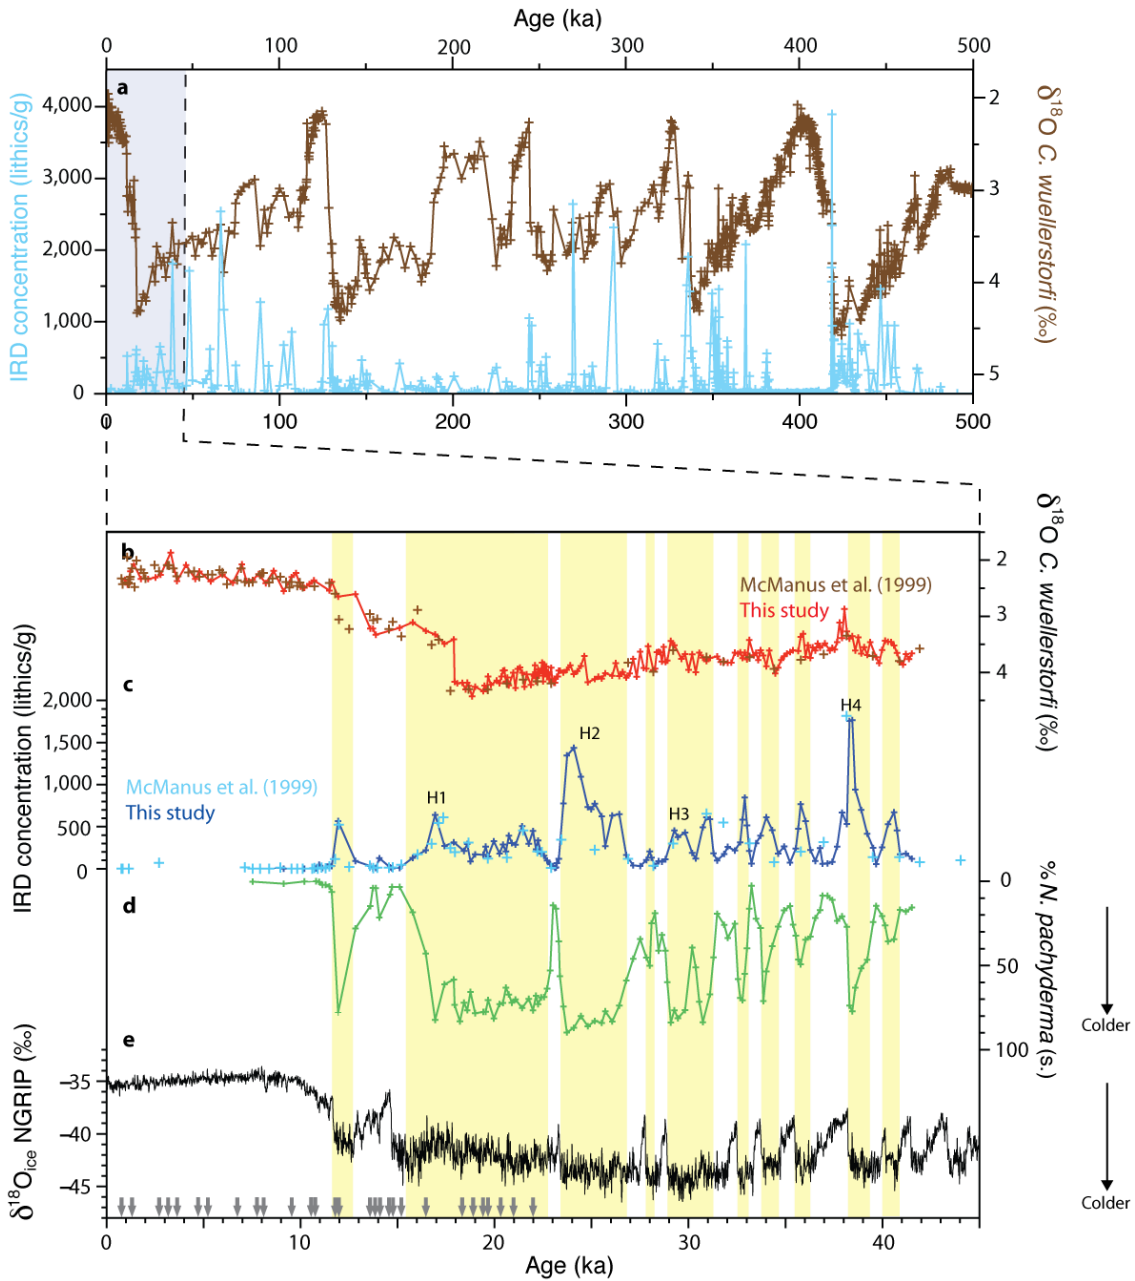 Age (ka)
0 100 200 300 400 500
a
IRD concentration (lithics/g)
4,000
3,000
2,000
1,000
0
δ18O C. wuellerstorfi (‰)
2
3
4
5
0 100 200 300 400 500
b
δ18O C. wuellerstorfi (‰)
2
3
4
McManus et al. (1999)
This study
c
IRD concentration (lithics/g)
2,000
1,500
1,000
500
0
McManus et al. (1999)
This study
H1
H2
H3
H4
d
% N. pachyderma (s.)
0
50
100
Colder
e
δ18Oice NGRIP (‰)
−35
−40
−45
Colder
0 10 20 30 40
Age (ka)